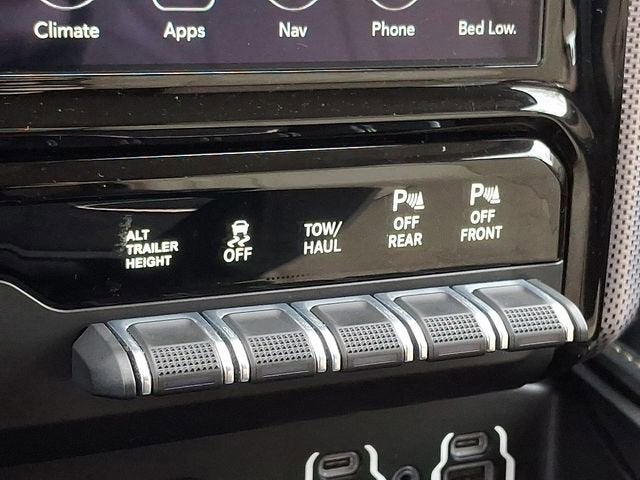 Climate Apps Nav Phone Bed Low.
ALT
TRAILER
HEIGHT
OFF
TOW/
HAUL
P
OFF
REAR
P
OFF
FRONT